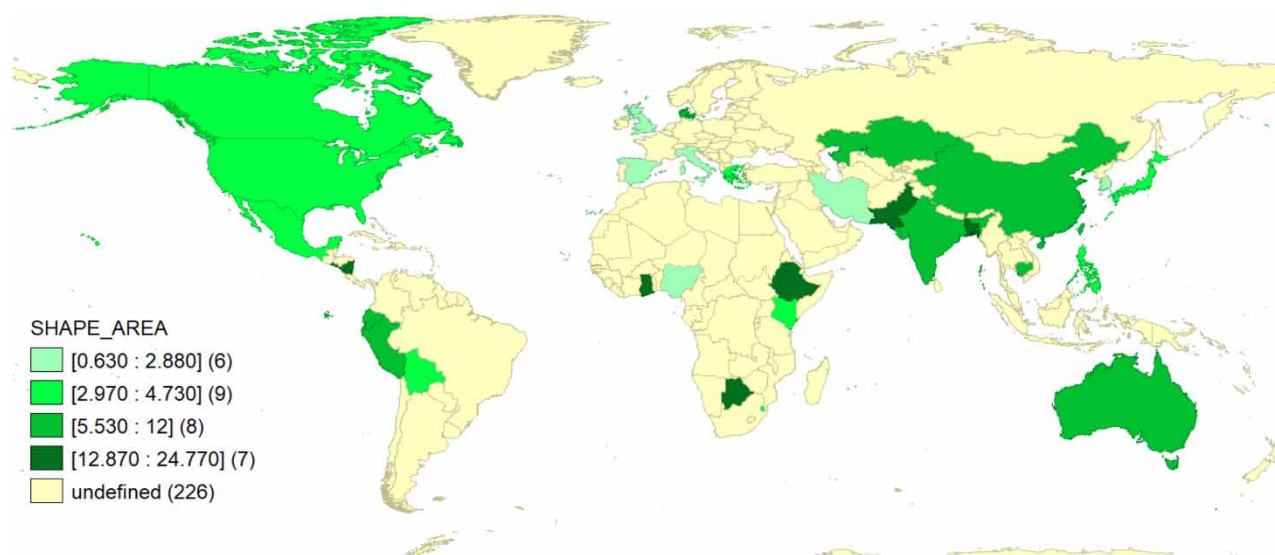 SHAPE_AREA
[0.630 : 2.880] (6)
[2.970 : 4.730] (9)
[5.530 : 12] (8)
[12.870 : 24.770] (7)
undefined (226)